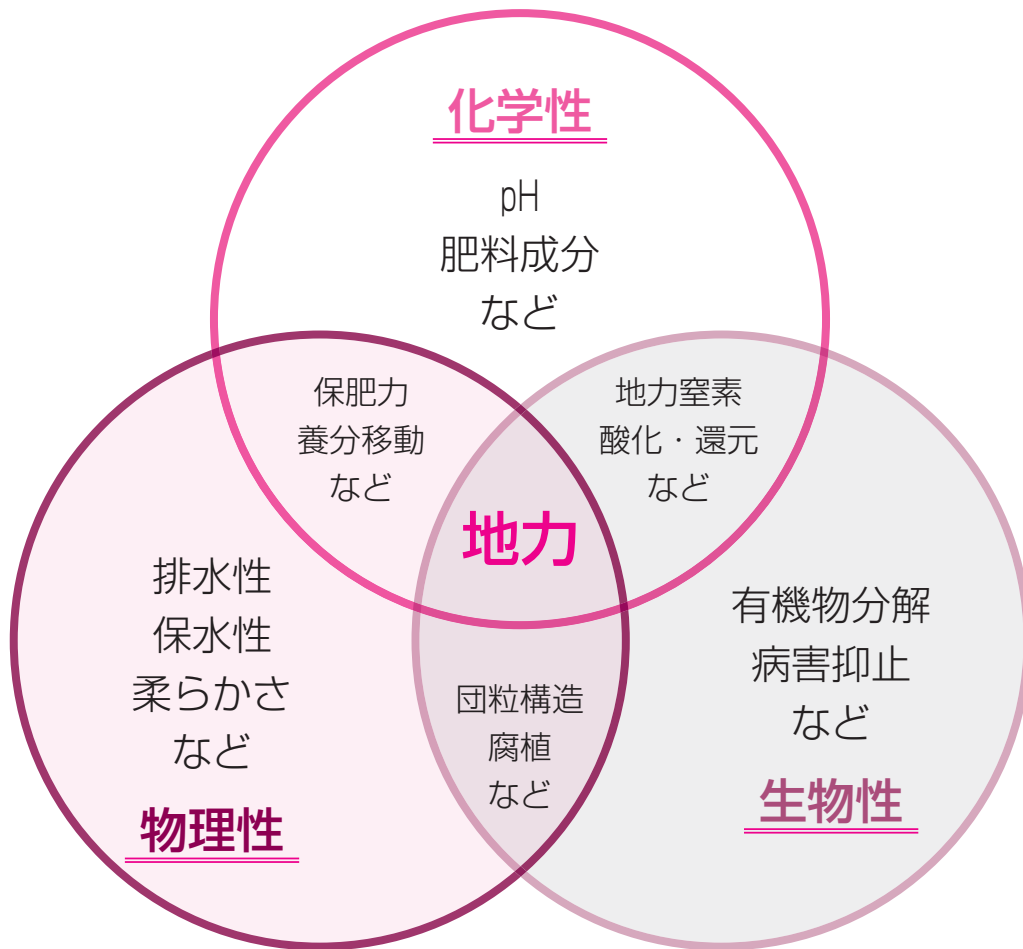 化学性
pH
肥料成分
など
保肥力
養分移動
など
地力窒素
酸化・還元
など
地力
排水性
保水性
柔らかさ
など
物理性
団粒構造
腐植
など
有機物分解
病害抑止
など
生物性